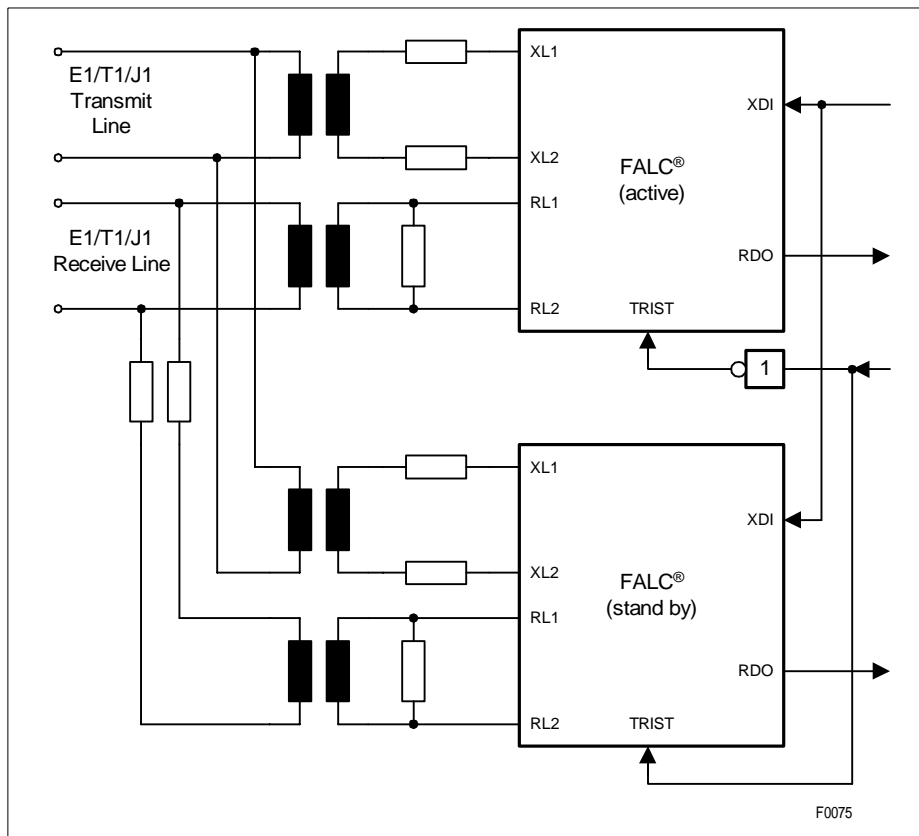 E1/T1/J1
Transmit
Line
XL1
XDI
XL2
FALC®
(active)
RL1
E1/T1/J1
Receive Line
RDO
RL2
TRIST
1
XL1
XDI
XL2
FALC®
(stand by)
RL1
RDO
RL2
TRIST
F0075